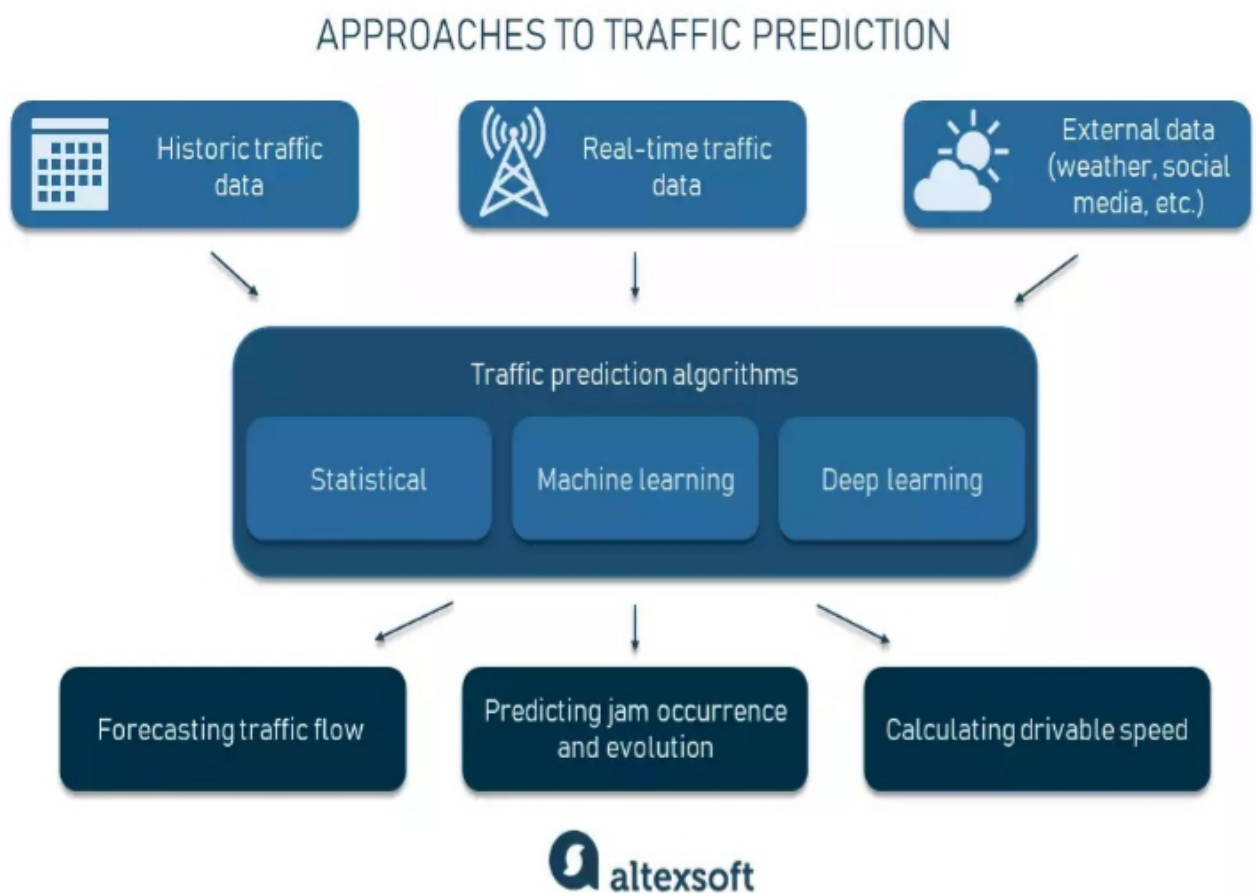 APPROACHES TO TRAFFIC PREDICTION
Historic traffic
data
Real-time traffic
data
External data
(weather, social
media, etc.)
Traffic prediction algorithms
Statistical
Machine learning
Deep learning
Forecasting traffic flow
Predicting jam occurrence
and evolution
Calculating drivable speed
altexsoft